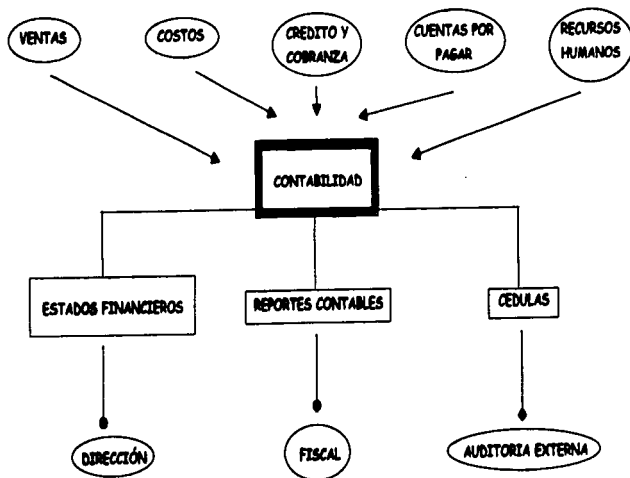 VENTAS
COSTOS
CREDITO Y
COBRANZA
CUENTAS POR
PAGAR
RECURSOS
HUMANOS
CONTABILIDAD
ESTADOS FINANCIEROS
REPORTES CONTABLES
CEDULAS
DIRECCIÓN
FISCAL
AUDITORIA EXTERNA